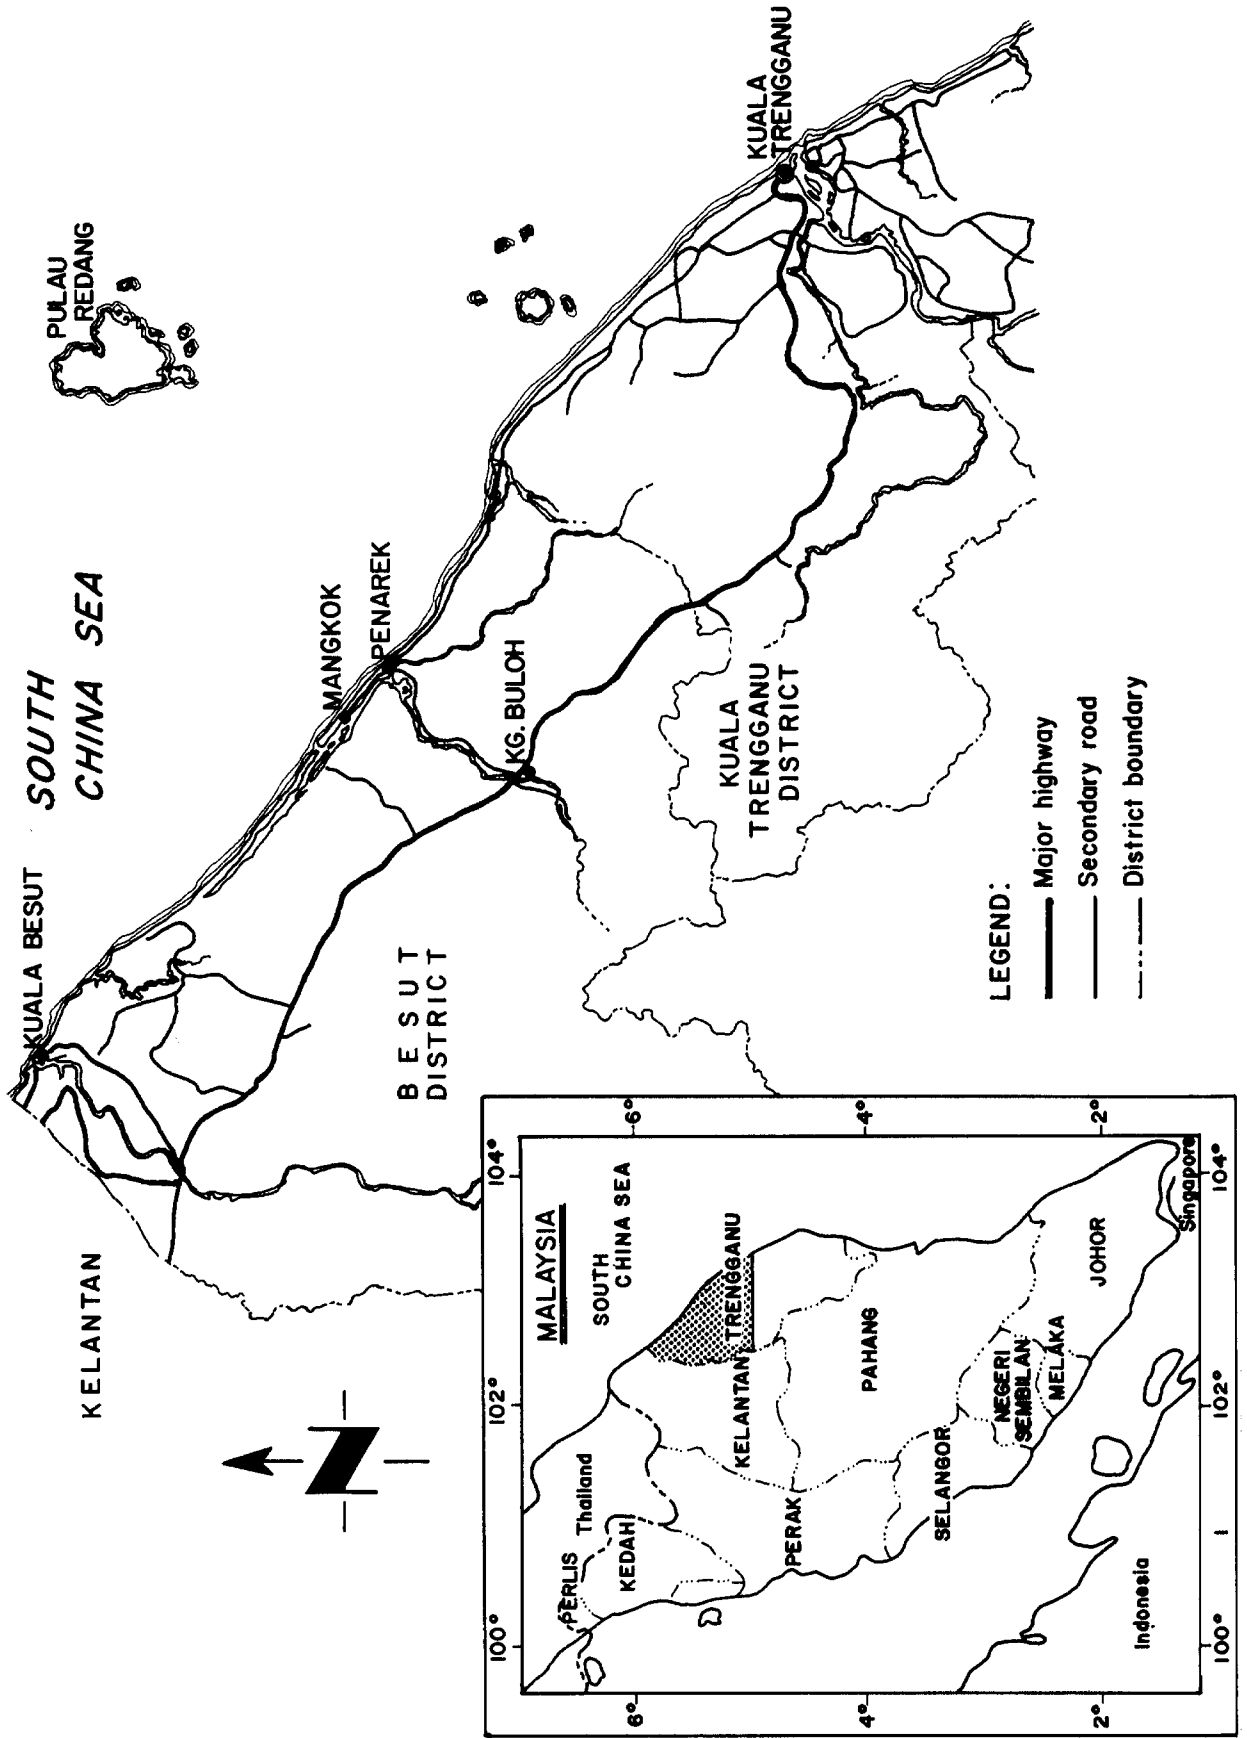 SOUTH
CHINA SEA
PULAU
REDANG
KUALA BESUT
MANGKOK
PENAREK
KG. BULOH
KUALA
TRENGGANU
KELANTAN
BESUT
DISTRICT
KUALA
TRENGGANU
DISTRICT
N
LEGEND:
Major highway
Secondary road
District boundary
MALAYSIA
100°
102°
104°
6°
6°
4°
4°
2°
2°
100°
102°
104°
SOUTH
CHINA SEA
Thailand
PERLIS
KEDAH
KELANTAN
TRENGGANU
PERAK
PAHANG
SELANGOR
NEGERI
SEMBILAN
MELAKA
JOHOR
Singapore
Indonesia